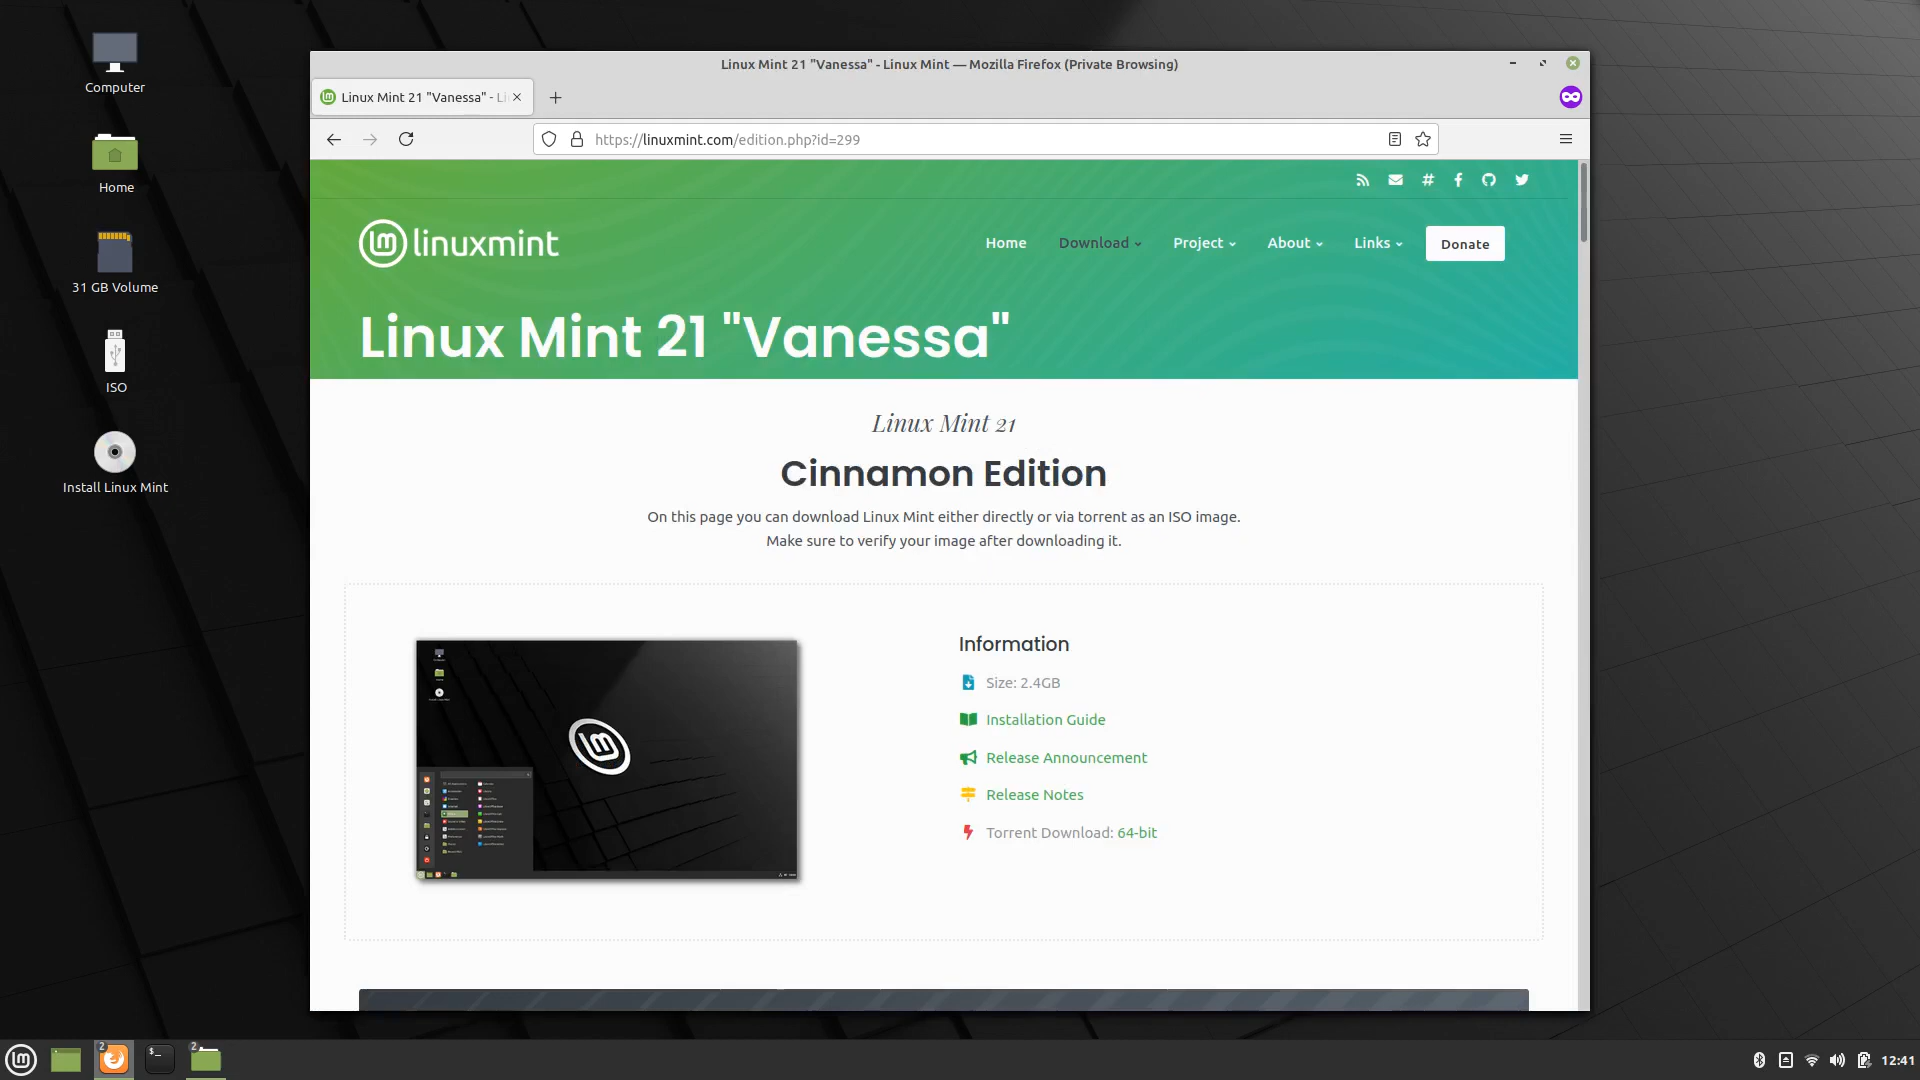 Computer
Home
31 GB Volume
ISO
Install Linux Mint
Linux Mint 21 "Vanessa" - Linux Mint — Mozilla Firefox (Private Browsing)
Linux Mint 21 "Vanessa" - Li
https://linuxmint.com/edition.php?id=299
linuxmint
Home Download Project About Links Donate
Linux Mint 21 "Vanessa"
Linux Mint 21
Cinnamon Edition
On this page you can download Linux Mint either directly or via torrent as an ISO image.
Make sure to verify your image after downloading it.
Information
Size: 2.4GB
Installation Guide
Release Announcement
Release Notes
Torrent Download: 64-bit
2
$_
2
12:41